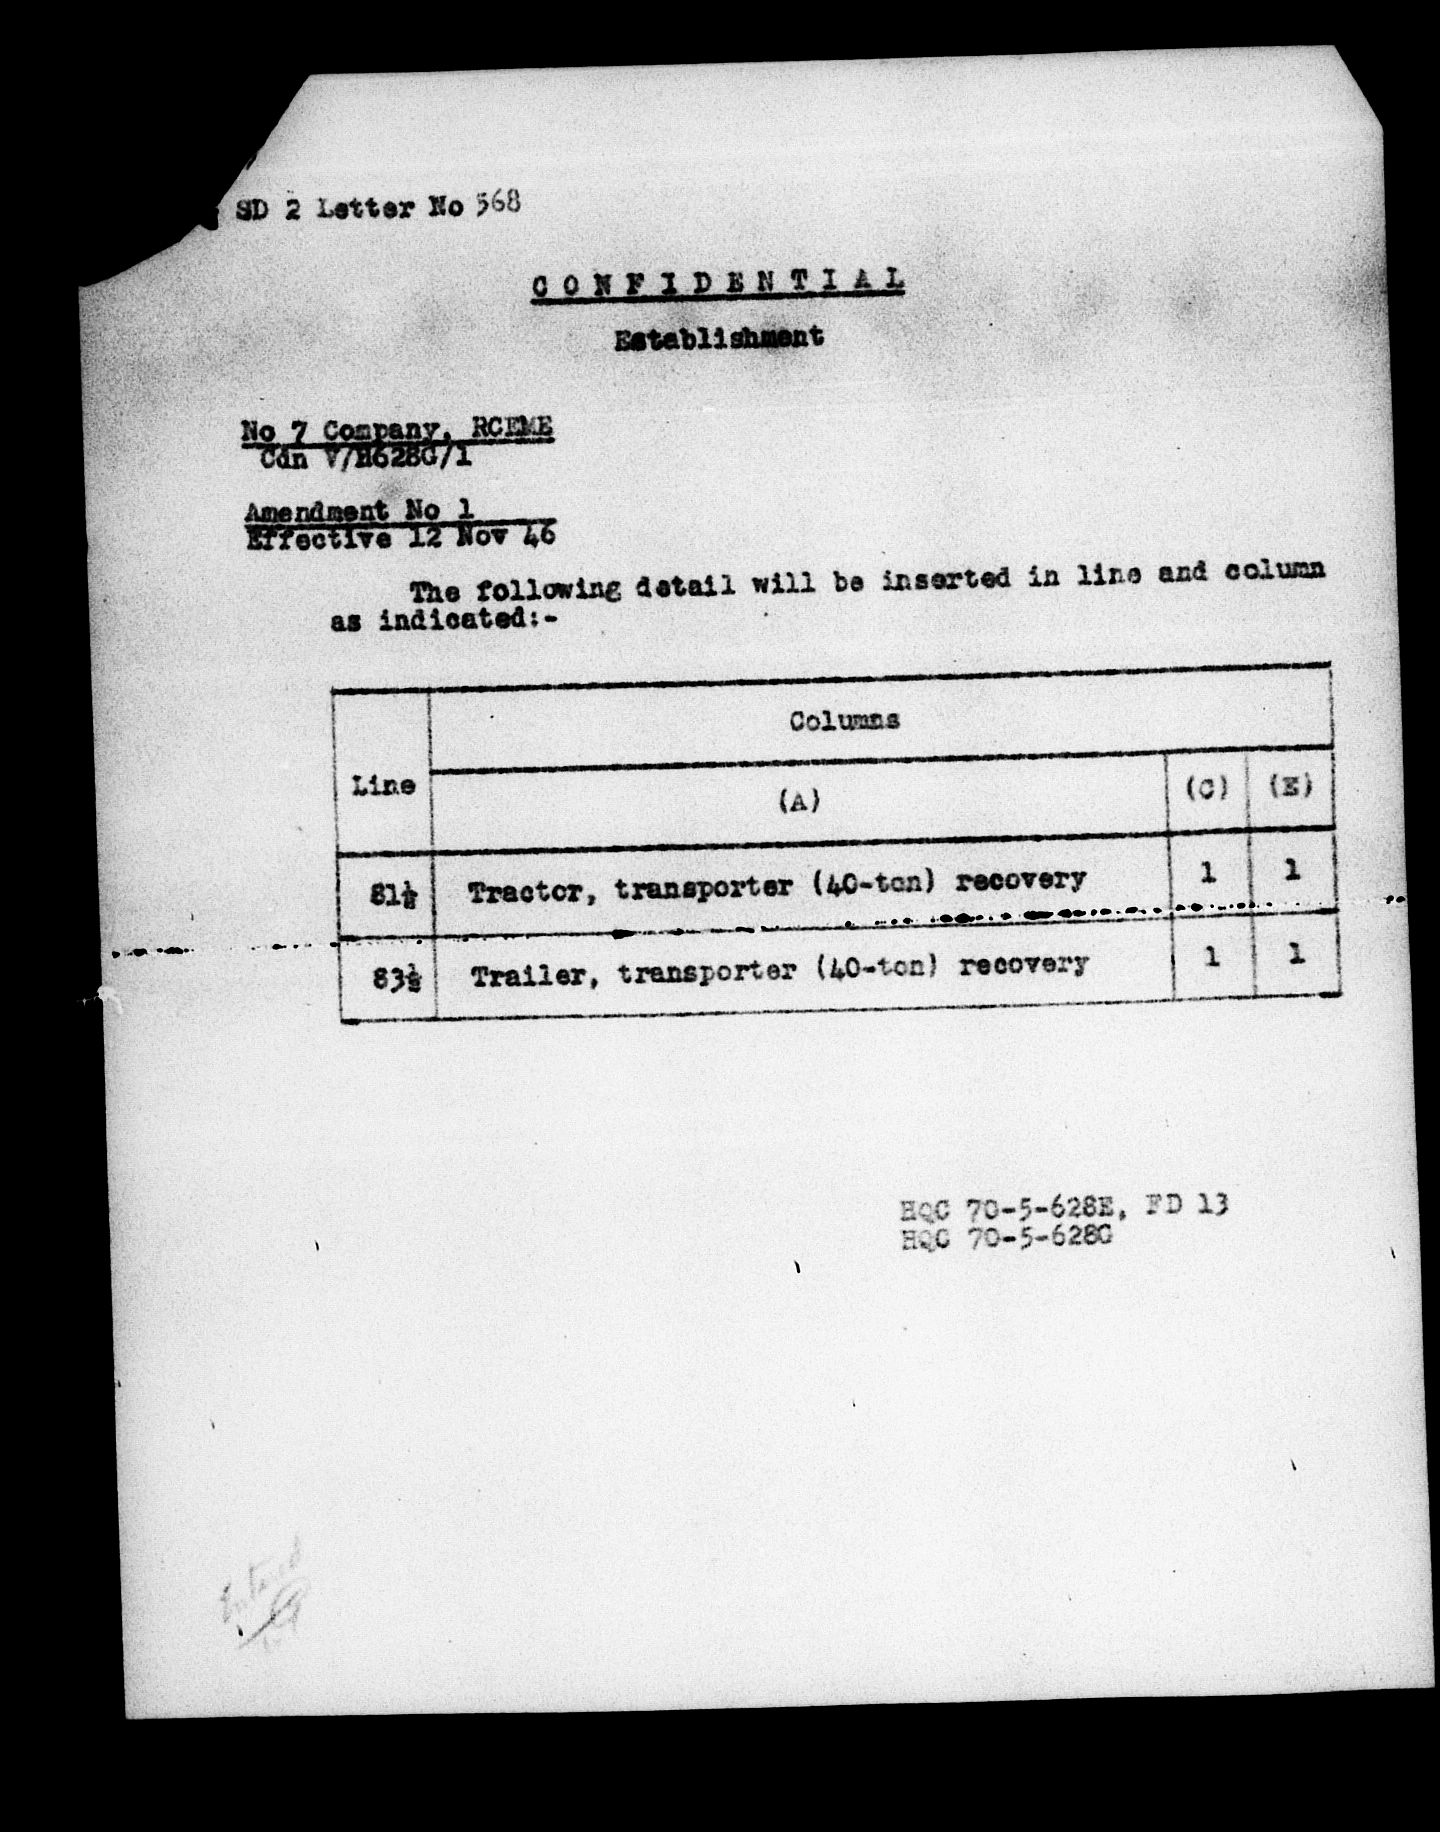 SD 2 Letter No 568
CONFIDENTIAL
Establishment
No 7 Company, RCEME
Cdn V/H628G/1
Amendment No 1
Effective 12 Nov 46
The following detail will be inserted in line and column
as indicated:-
Line
Columns
(A) (C) (E)
81½ Tractor, transporter (40-ton) recovery 1 1
83½ Trailer, transporter (40-ton) recovery 1 1
HQC 70-5-628E, FD 13
HQC 70-5-628G
Entered